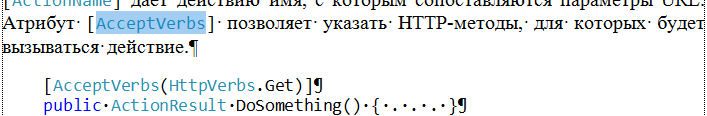 [ActionName] дает действию имя, с которым сопоставляются параметры URL.
Атрибут [AcceptVerbs] позволяет указать HTTP-методы, для которых будет
вызываться действие.¶
[AcceptVerbs(HttpVerbs.Get)]¶
public·ActionResult·DoSomething()·{·.·.·.·}¶